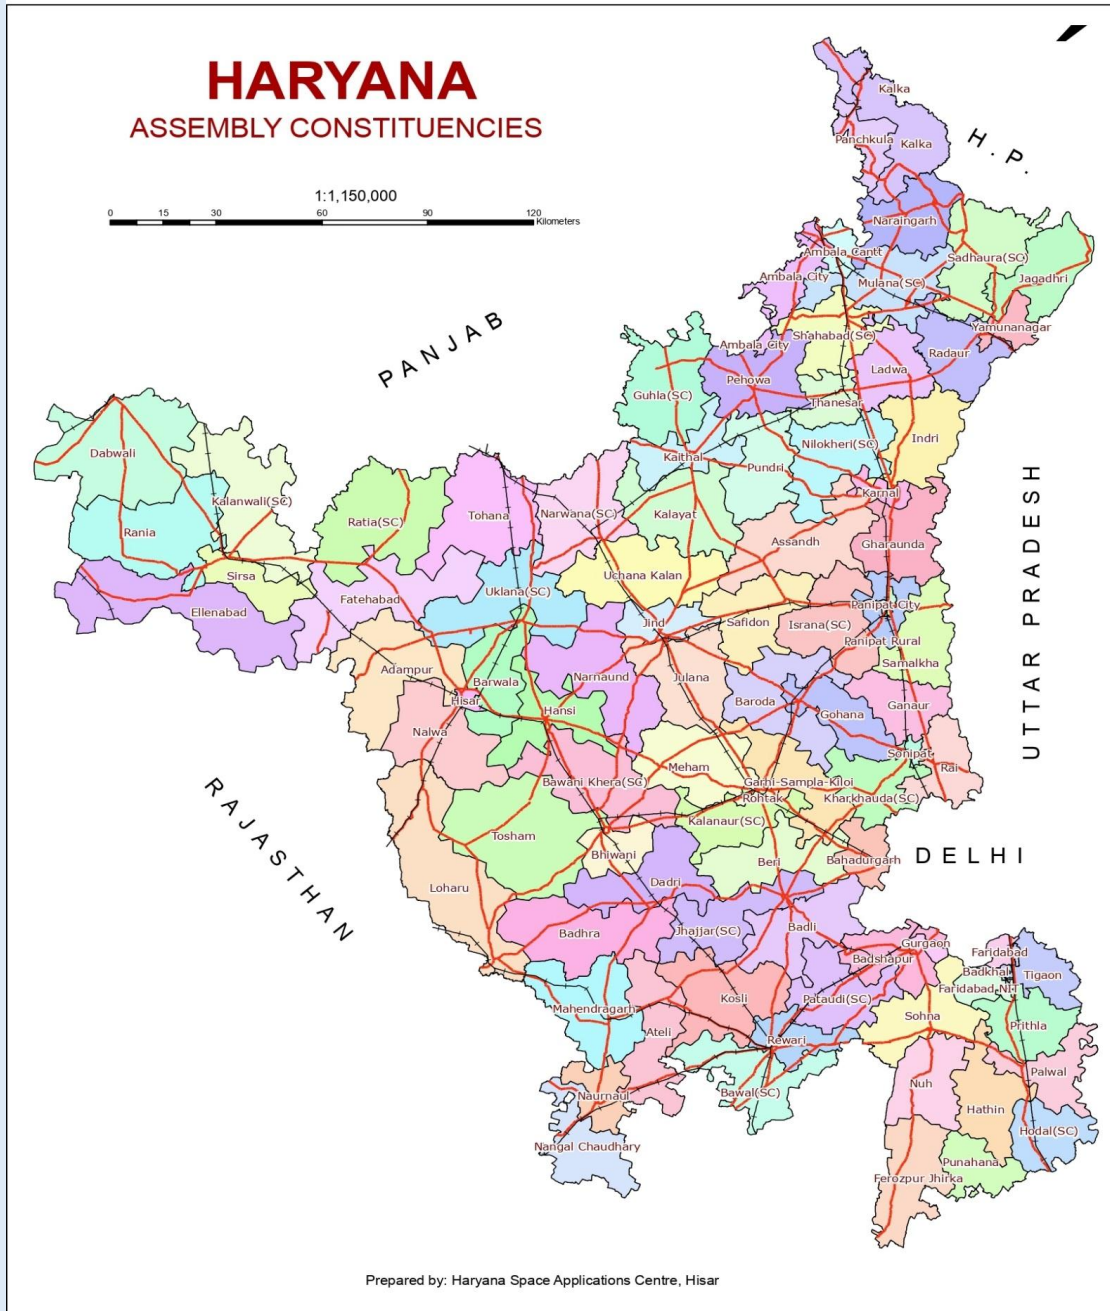 HARYANA
ASSEMBLY CONSTITUENCIES
1:1,150,000
0 15 30 60 90 120
Kilometers
Kalka
Panchkula
Kalka
H.P.
Naraingarh
Ambala Cantt
Sadhaura(SC)
Ambala City
Mulana(SC)
Jagadhri
Yamunanagar
PANJAB
Shahabad(SC)
Ambala City
Radaur
Ladwa
Pehowa
Guhla(SC)
Thanesar
Indri
Nilokheri(SC)
Dabwali
Kaithal
Pundri
Karnal
Kalanwali(SC)
Kalayat
Narwana(SC)
Tohana
Ratia(SC)
Rania
Assandh
Gharaunda
UTTAR PRADESH
Sirsa
Uchana Kalan
Uklana(SC)
Fatehabad
Panipat City
Ellenabad
Jind
Safidon
Israna(SC)
Panipat Rural
Samalkha
Adampur
Barwala
Narnaund
Julana
Hisar
Hansi
Baroda
Gohana
Ganaur
Nalwa
Sonipat
Rai
Meham
Bawani Khera(SC)
Garhi-Sampla-Kiloi
Rohtak
Kharkhauda(SC)
RAJASTHAN
Kalanaur(SC)
Tosham
Bhiwani
Beri
Bahadurgarh
DELHI
Loharu
Dadri
Badhra
Jhajjar(SC)
Badli
Gurgaon
Faridabad
Badshapur
Badkhal
Tigaon
Faridabad NIT
Kosli
Pataudi(SC)
Mahendragarh
Sohna
Prithla
Ateli
Rewari
Palwal
Nuh
Bawal(SC)
Naurnaul
Hathin
Hodal(SC)
Nangal Chaudhary
Punahana
Ferozpur Jhirka
Prepared by: Haryana Space Applications Centre, Hisar